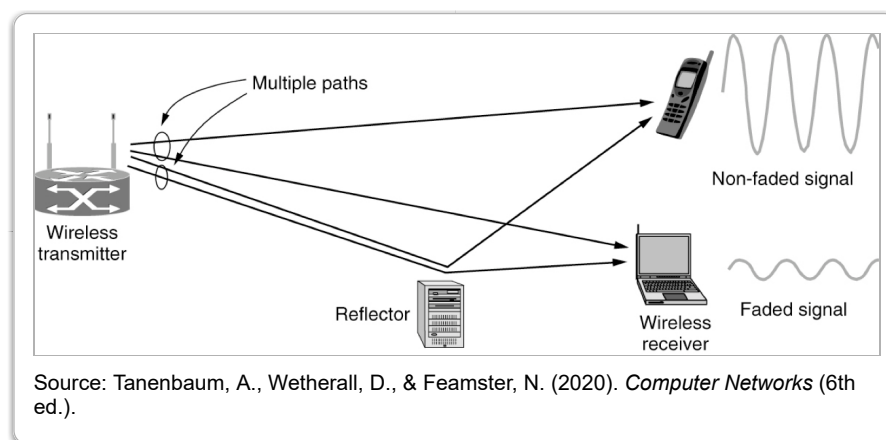 Multiple paths
Non-faded signal
Wireless
transmitter
Reflector
Wireless
receiver
Faded signal
Source: Tanenbaum, A., Wetherall, D., & Feamster, N. (2020). Computer Networks (6th
ed.).